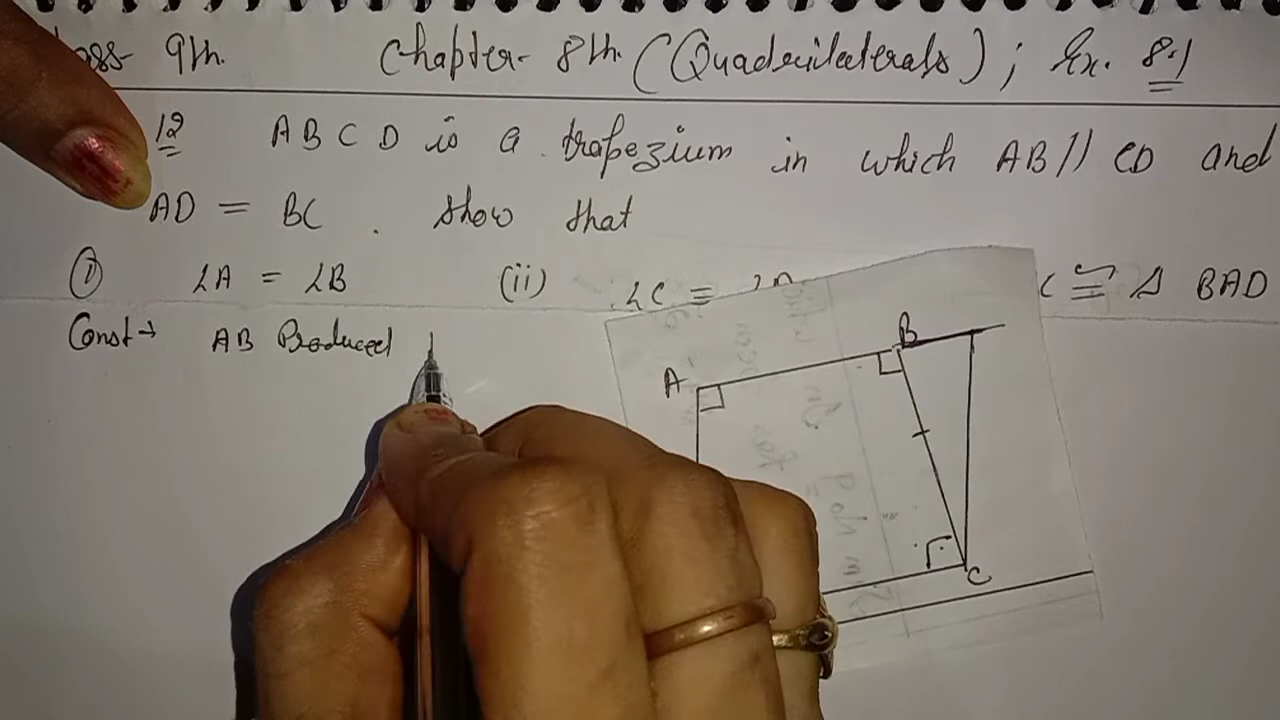 9th. Chapter- 8th. (Quadrilaterals) ; Ex. 8.1
12 ABCD is a trapezium in which AB // CD and
AD = BC . show that
(i) ∠A = ∠B (ii) ∠C = ≅ Δ BAD
Const→ AB Produced
A
B
C